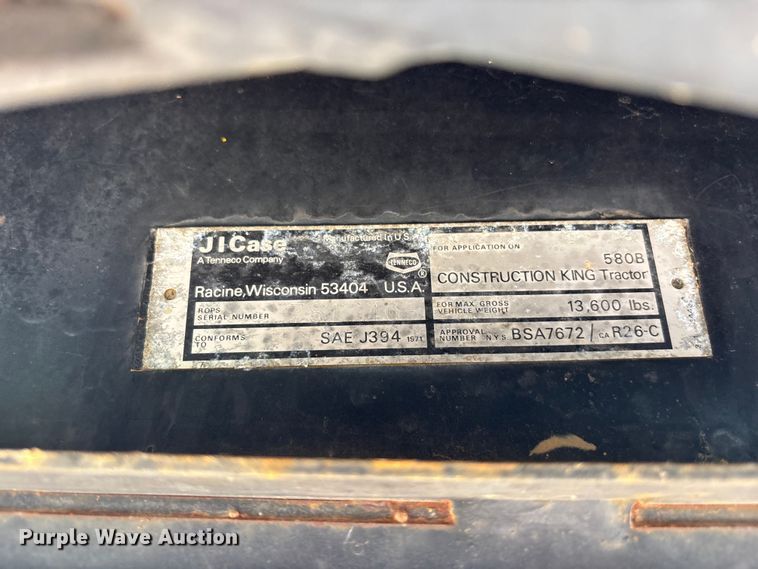 J I Case
A Tenneco Company
Manufactured in U.S.
TENNECO
®
Racine, Wisconsin 53404 U.S.A.
ROPS
SERIAL NUMBER
CONFORMS TO SAE J394 1971
FOR APPLICATION ON 580B
CONSTRUCTION KING Tractor
FOR MAX. GROSS VEHICLE WEIGHT 13,600 lbs.
APPROVAL NUMBER N.Y.S. BSA7672 / CA R26-C
Purple Wave Auction